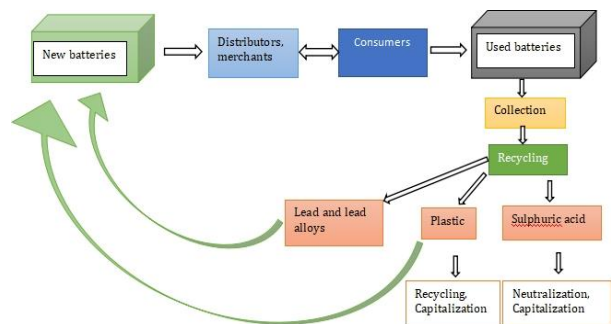 New batteries
Distributors,
merchants
Consumers
Used batteries
Collection
Recycling
Lead and lead
alloys
Plastic
Sulphuric acid
Recycling,
Capitalization
Neutralization,
Capitalization